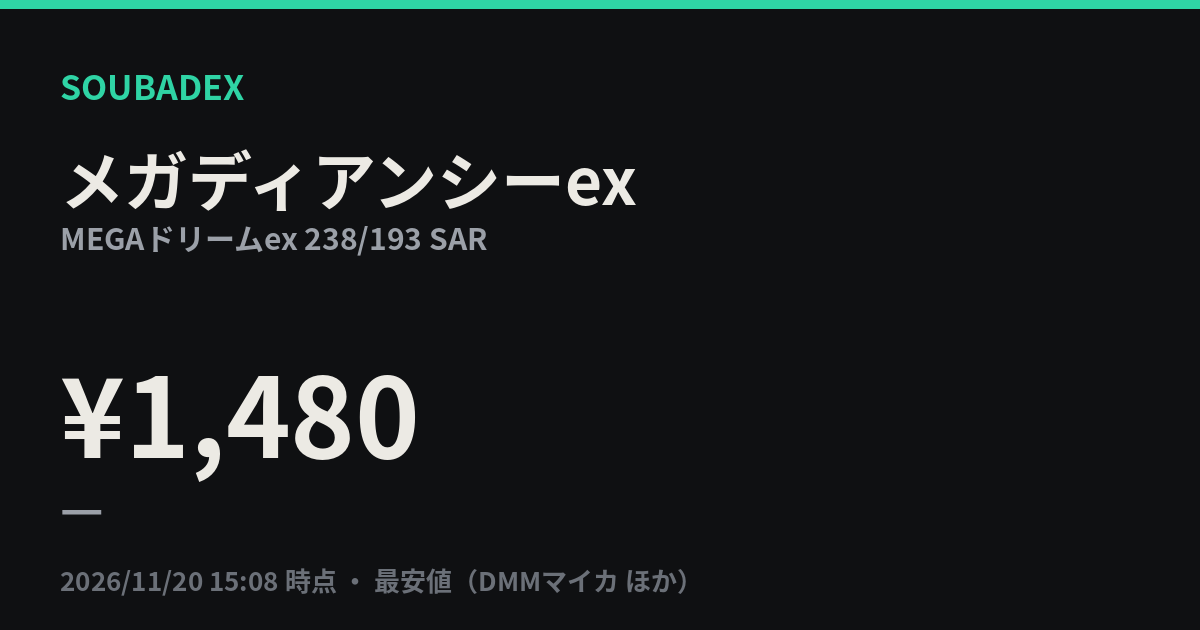 SOUBADEX
メガディアンシーex
MEGAドリームex 238/193 SAR
¥1,480
—
2026/11/20 15:08 時点 ・ 最安値（DMMマイカ ほか）